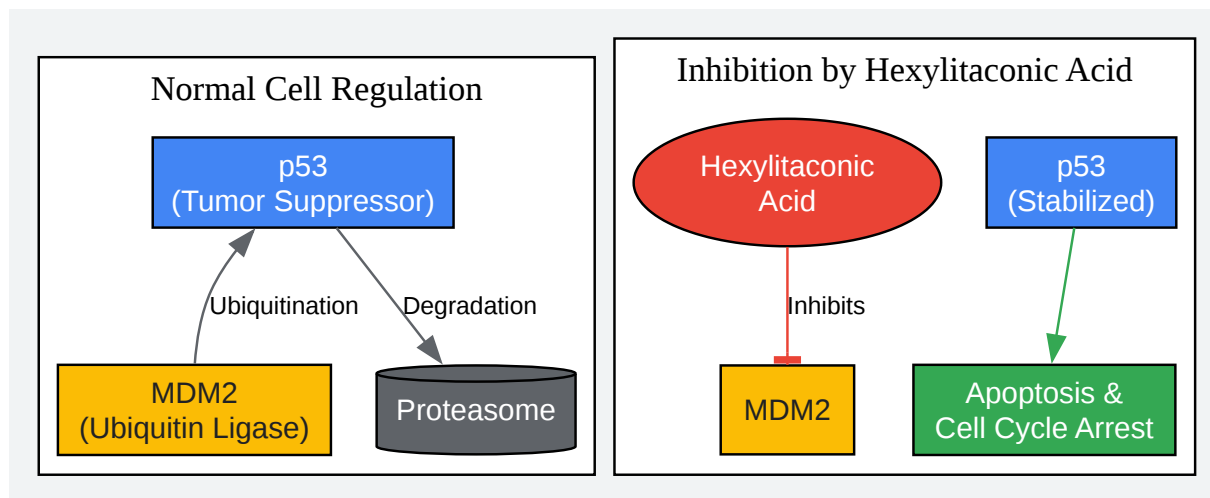 Normal Cell Regulation
p53
(Tumor Suppressor)
Ubiquitination
Degradation
MDM2
(Ubiquitin Ligase)
Proteasome
Inhibition by Hexylitaconic Acid
Hexylitaconic
Acid
p53
(Stabilized)
Inhibits
MDM2
Apoptosis &
Cell Cycle Arrest